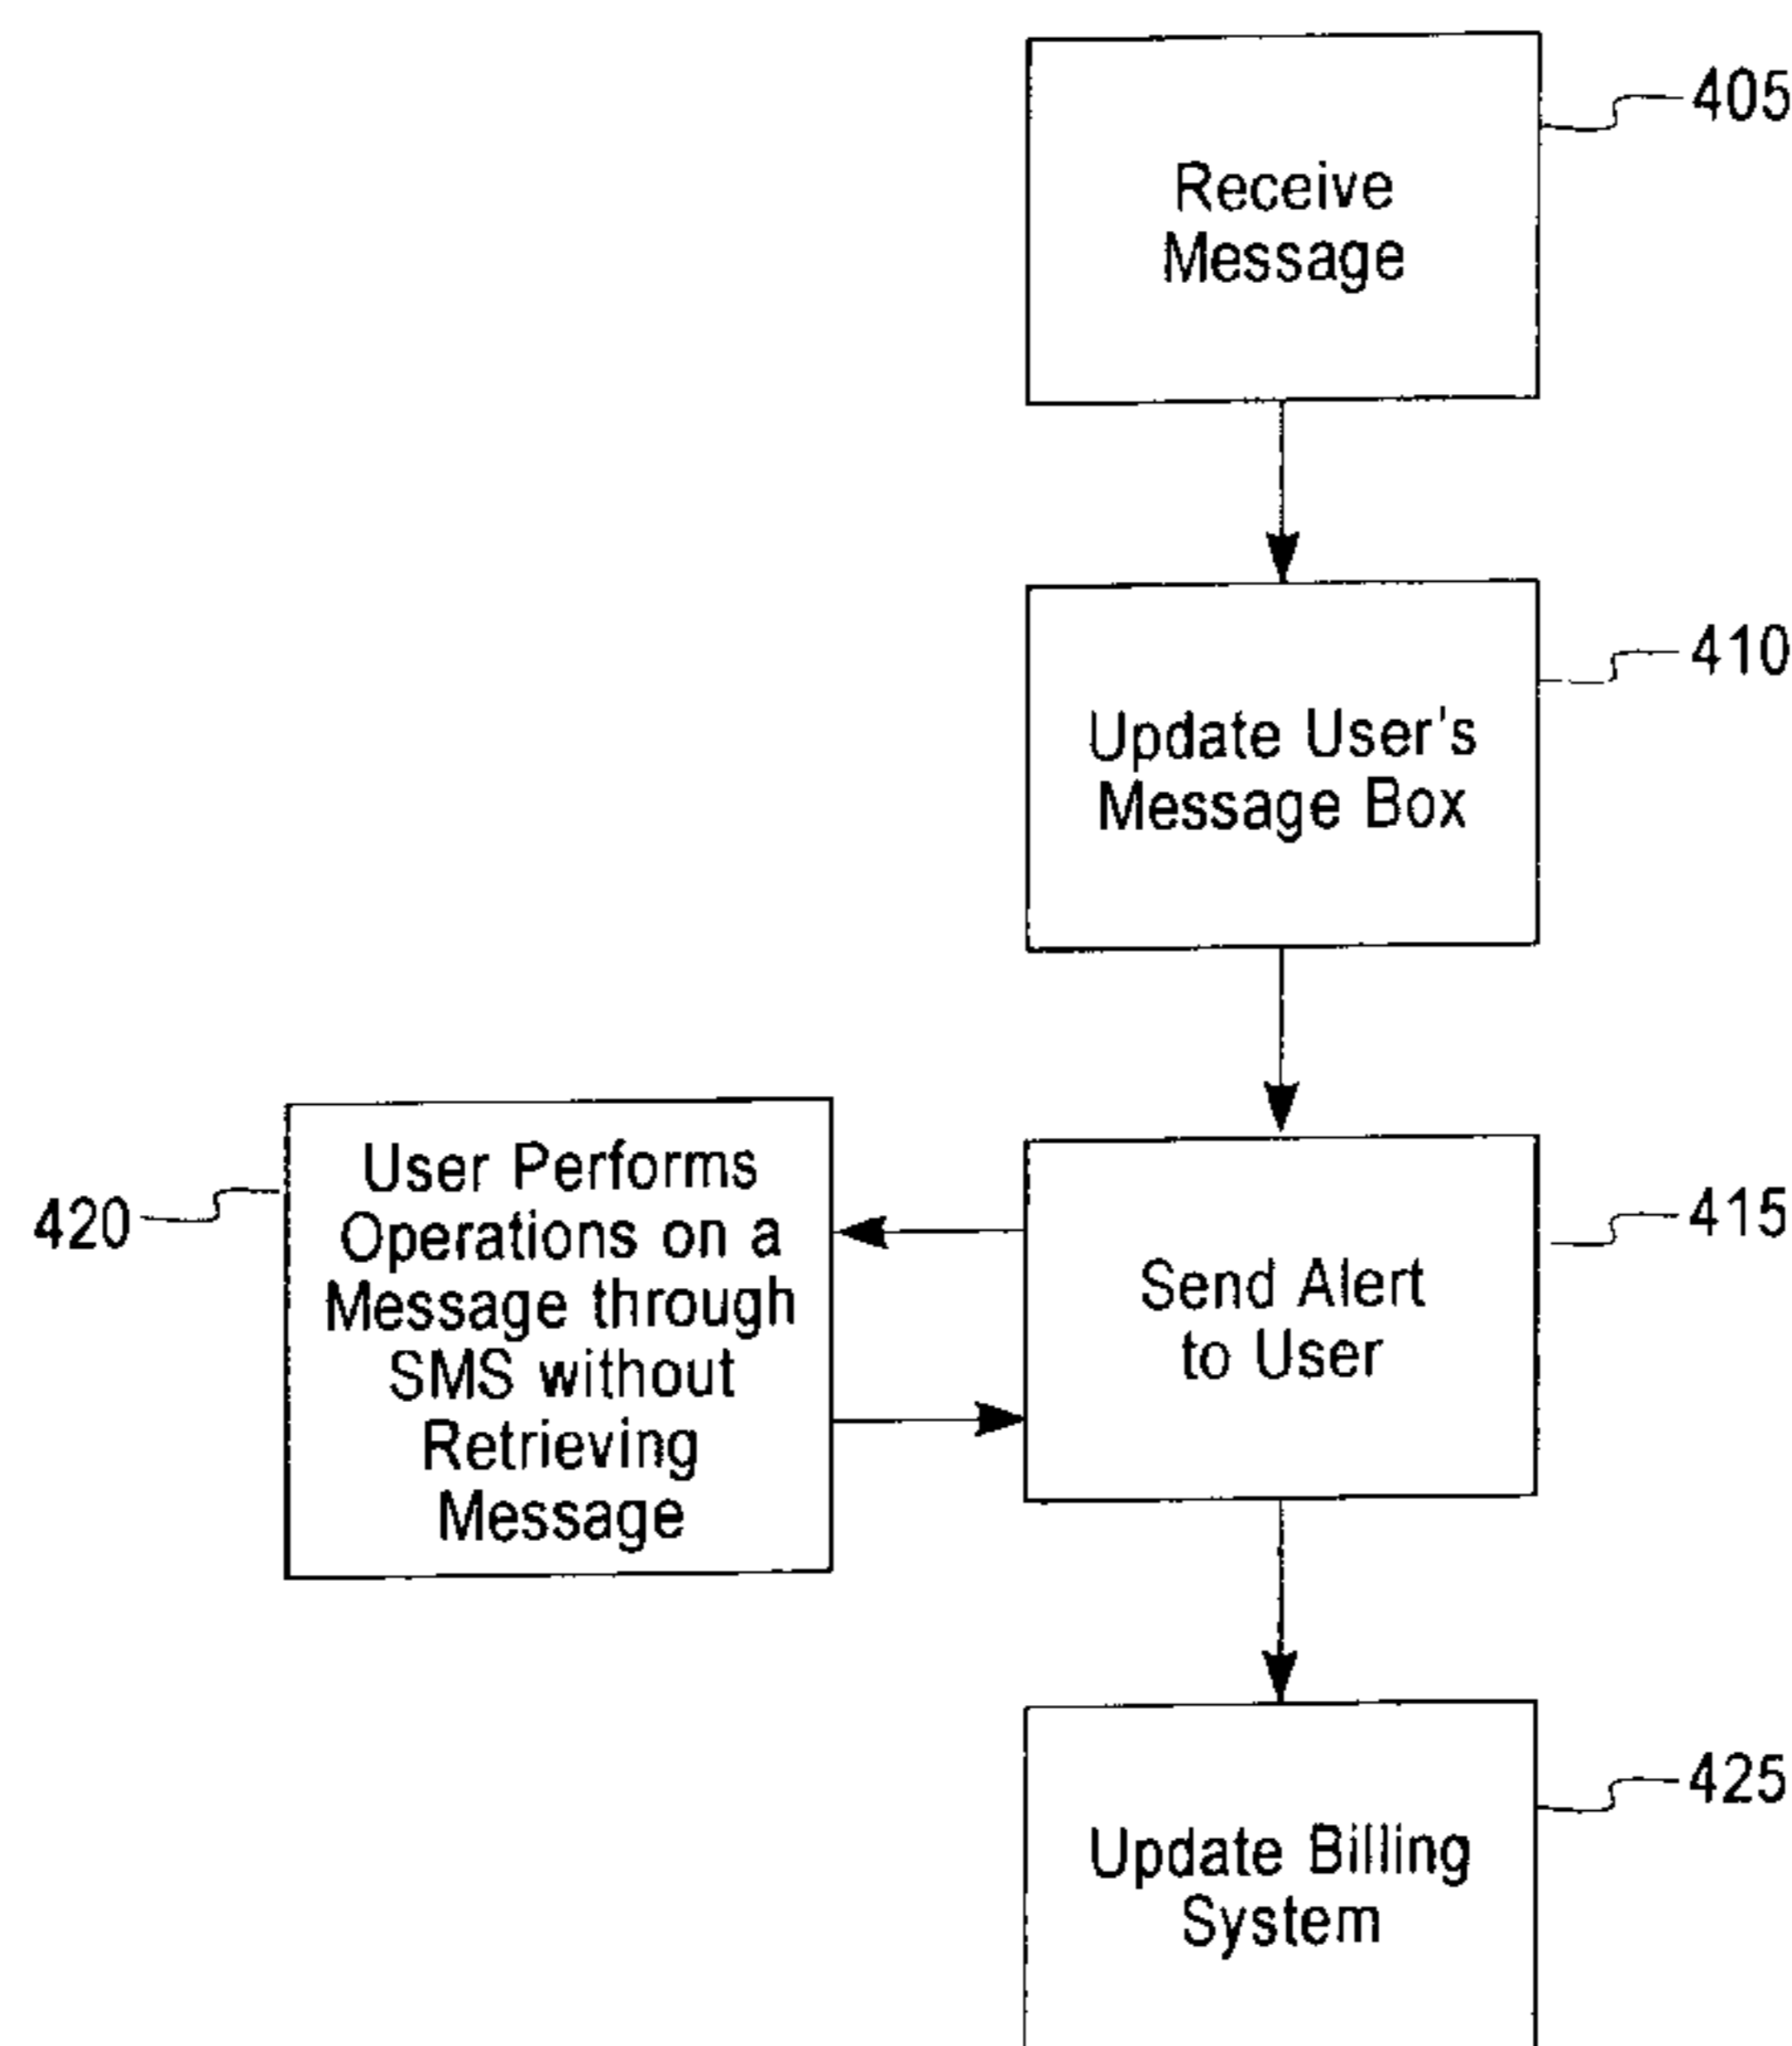 405
Receive
Message
410
Update User's
Message Box
420
User Performs
Operations on a
Message through
SMS without
Retrieving
Message
415
Send Alert
to User
425
Update Billing
System